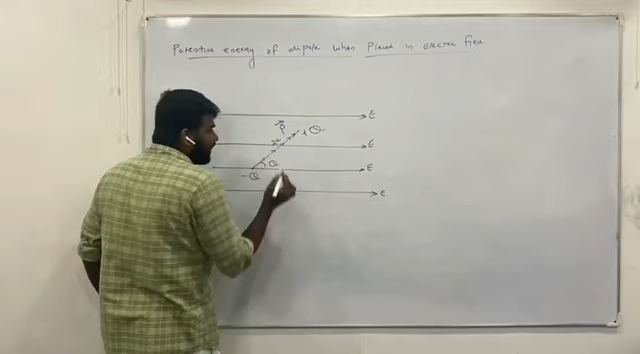 Potential energy of dipole when Placed in electric field
E
P +Q
E
θ E
-Q
E